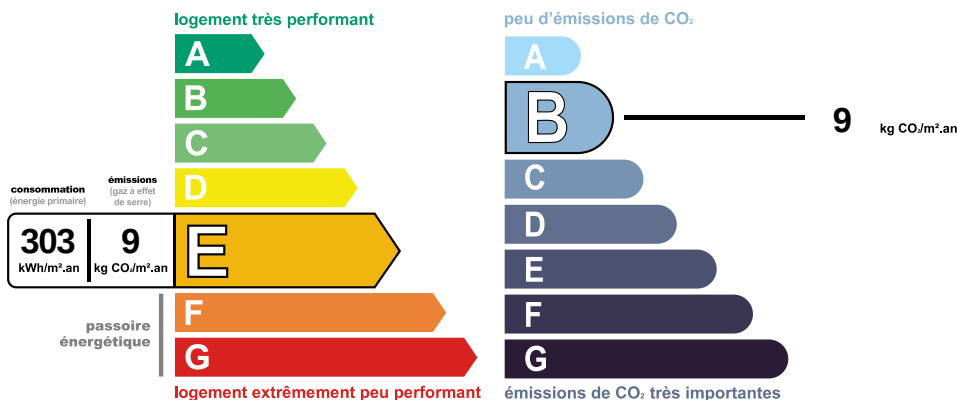 logement très performant
A
B
C
D
consommation
(énergie primaire)
émissions
(gaz à effet
de serre)
303
kWh/m².an
9
kg CO₂/m².an
E
F
G
passoire
énergétique
logement extrêmement peu performant
peu d'émissions de CO₂
A
B
9
kg CO₂/m².an
C
D
E
F
G
émissions de CO₂ très importantes